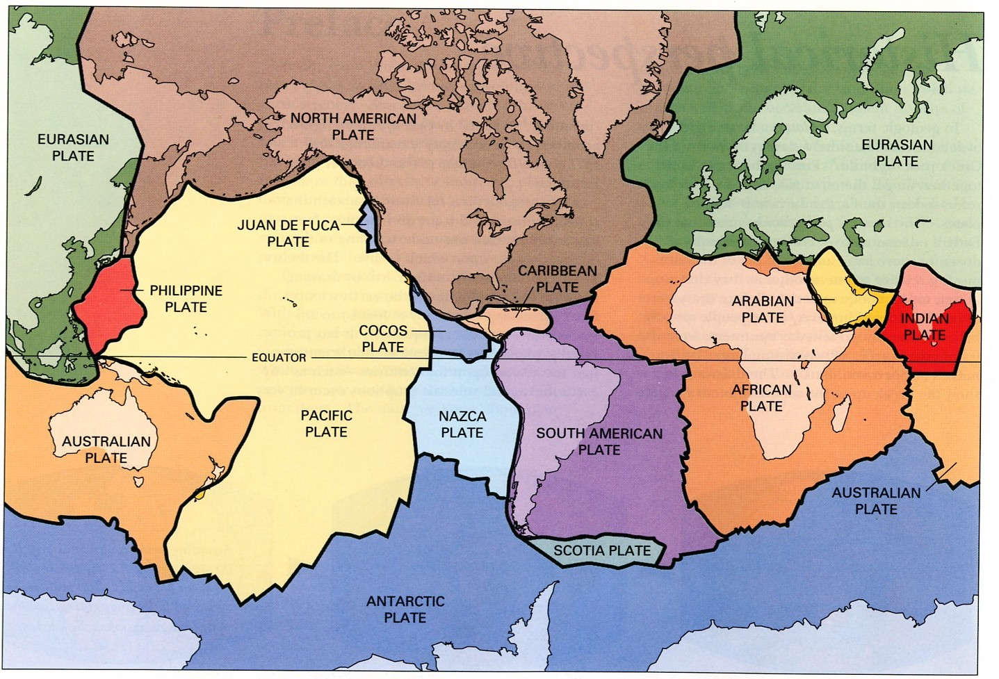 NORTH AMERICAN
PLATE
EURASIAN
PLATE
EURASIAN
PLATE
JUAN DE FUCA
PLATE
CARIBBEAN
PLATE
PHILIPPINE
PLATE
ARABIAN
PLATE
INDIAN
PLATE
COCOS
PLATE
EQUATOR
AFRICAN
PLATE
PACIFIC
PLATE
NAZCA
PLATE
SOUTH AMERICAN
PLATE
AUSTRALIAN
PLATE
AUSTRALIAN
PLATE
SCOTIA PLATE
ANTARCTIC
PLATE